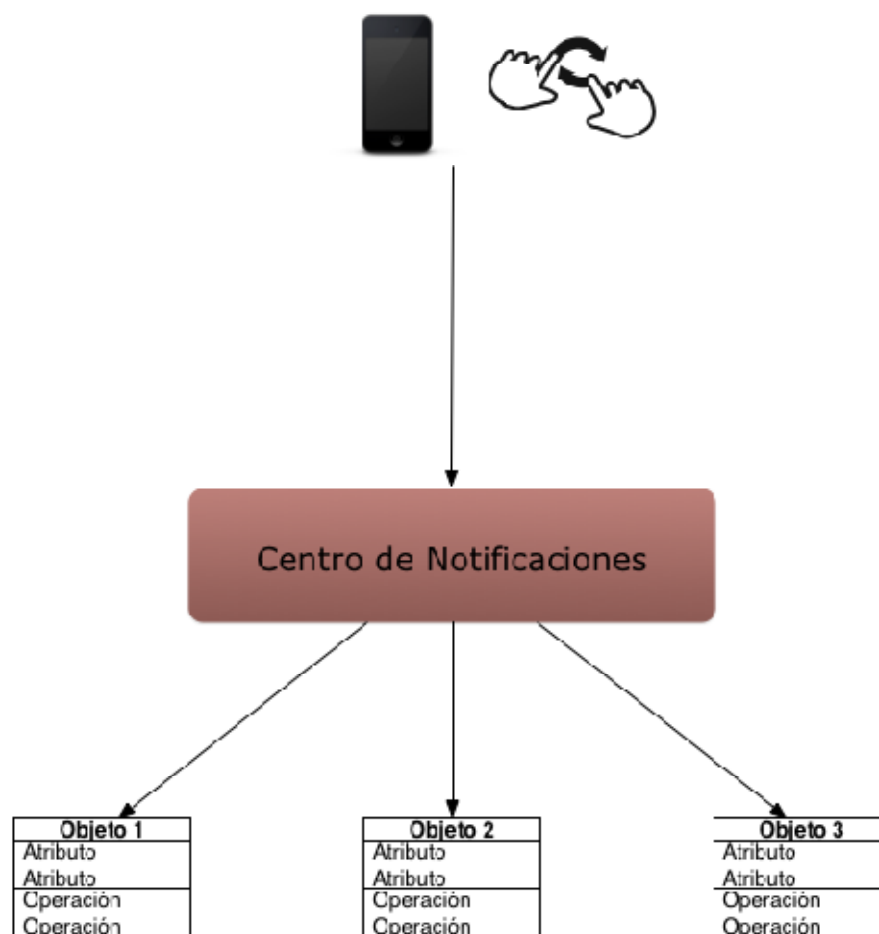 Centro de Notificaciones
Objeto 1
Atributo
Atributo
Operación
Operación
Objeto 2
Atributo
Atributo
Operación
Operación
Objeto 3
Atributo
Atributo
Operación
Operación